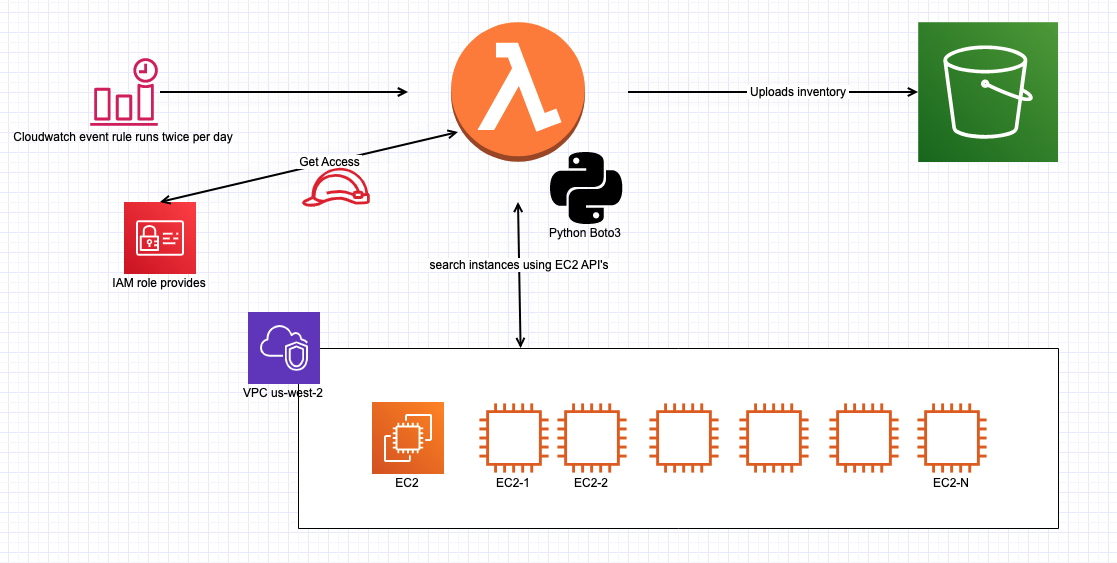 Cloudwatch event rule runs twice per day
Uploads inventory
Get Access
Python Boto3
IAM role provides
search instances using EC2 API's
VPC us-west-2
EC2
EC2-1
EC2-2
EC2-N